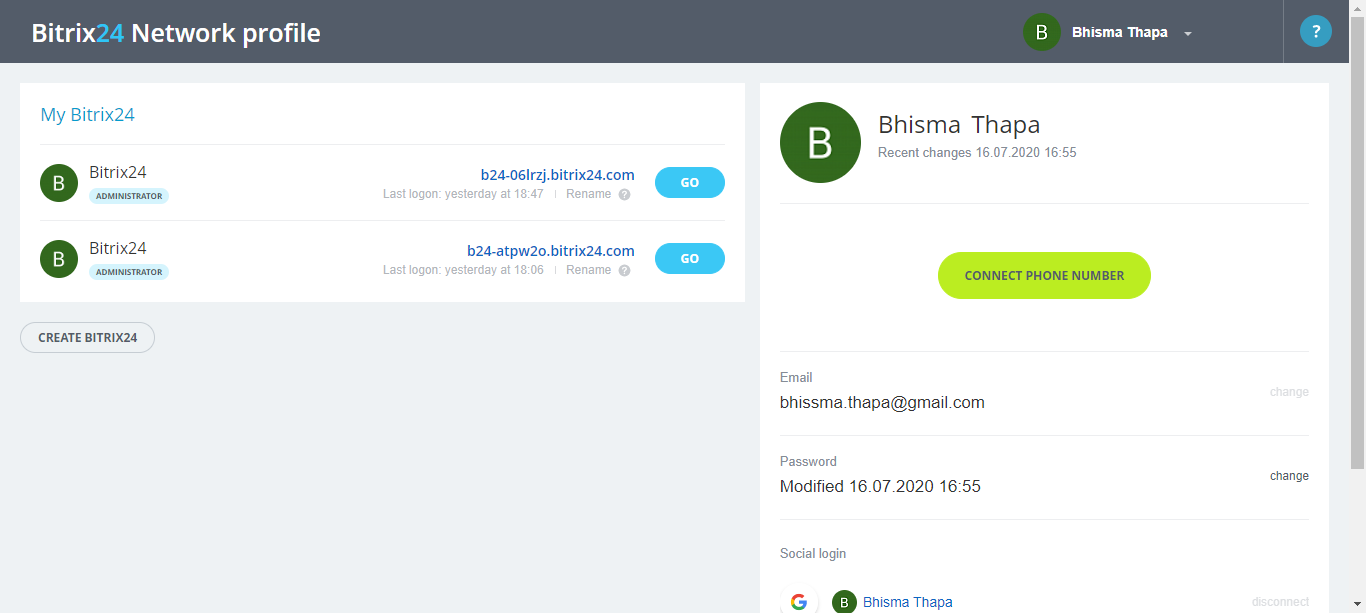 Bitrix24 Network profile
B Bhisma Thapa
?
My Bitrix24
B Bitrix24
ADMINISTRATOR
b24-06lrzj.bitrix24.com
Last logon: yesterday at 18:47 | Rename ?
GO
B Bitrix24
ADMINISTRATOR
b24-atpw2o.bitrix24.com
Last logon: yesterday at 18:06 | Rename ?
GO
CREATE BITRIX24
B
Bhisma Thapa
Recent changes 16.07.2020 16:55
CONNECT PHONE NUMBER
Email
bhissma.thapa@gmail.com
change
Password
Modified 16.07.2020 16:55
change
Social login
G B Bhisma Thapa disconnect